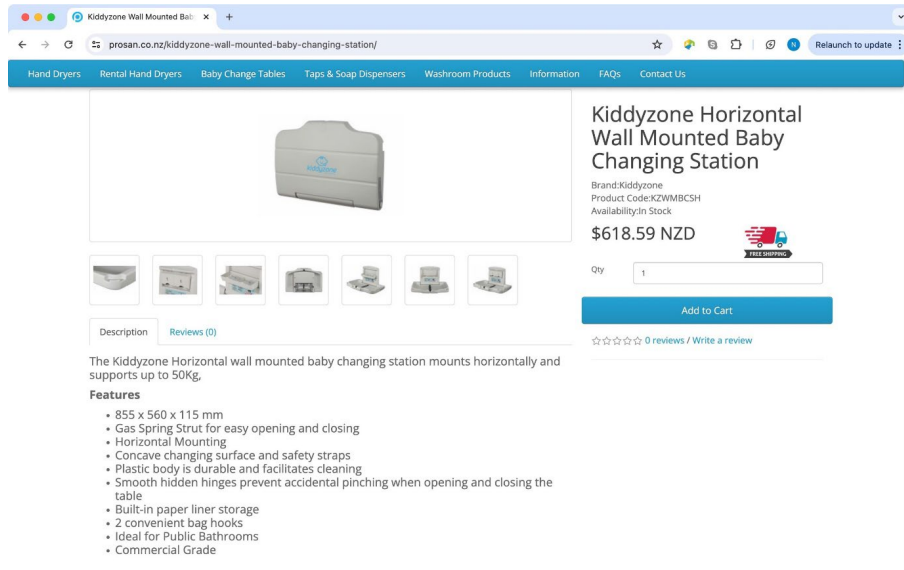 Kiddyzone Wall Mounted Bab
prosan.co.nz/kiddyzone-wall-mounted-baby-changing-station/
N
Relaunch to update
Hand Dryers
Rental Hand Dryers
Baby Change Tables
Taps & Soap Dispensers
Washroom Products
Information
FAQs
Contact Us
kiddyzone
Kiddyzone Horizontal
Wall Mounted Baby
Changing Station
Brand:Kiddyzone
Product Code:KZWMBCSH
Availability:In Stock
$618.59 NZD
FREE SHIPPING
Qty
1
Add to Cart
0 reviews / Write a review
Description
Reviews (0)
The Kiddyzone Horizontal wall mounted baby changing station mounts horizontally and
supports up to 50Kg,
Features
• 855 x 560 x 115 mm
• Gas Spring Strut for easy opening and closing
• Horizontal Mounting
• Concave changing surface and safety straps
• Plastic body is durable and facilitates cleaning
• Smooth hidden hinges prevent accidental pinching when opening and closing the
table
• Built-in paper liner storage
• 2 convenient bag hooks
• Ideal for Public Bathrooms
• Commercial Grade